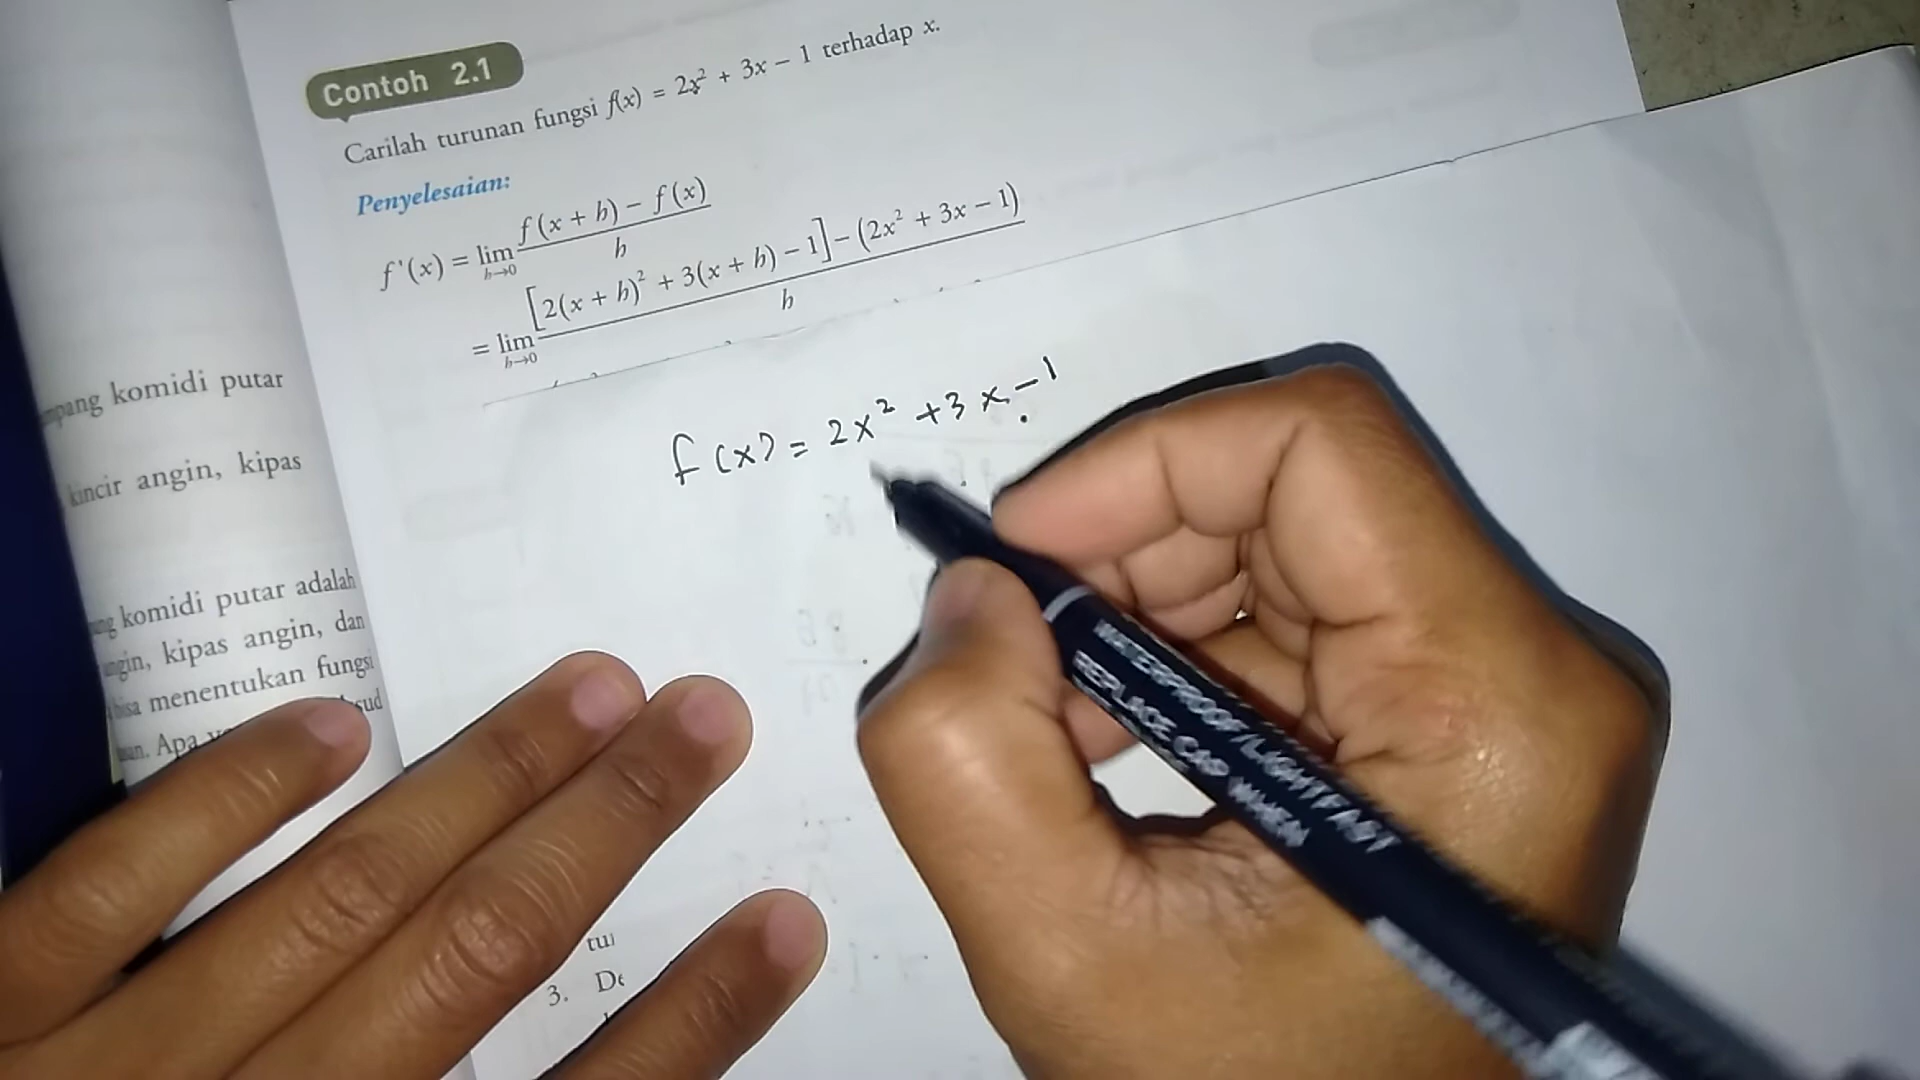 Contoh 2.1
Carilah turunan fungsi f(x) = 2x² + 3x − 1 terhadap x.
Penyelesaian:
f'(x) = lim h→0 f(x + h) − f(x) / h
= lim h→0 [2(x + h)² + 3(x + h) − 1] − (2x² + 3x − 1) / h
f(x) = 2x² + 3x − 1
komidi putar
kincir angin, kipas
komidi putar adalah
kipas angin, dan
menentukan fungsi
Apa
3.
WATERPROOF/LIGHTFAST
REPLACE CAP WHEN